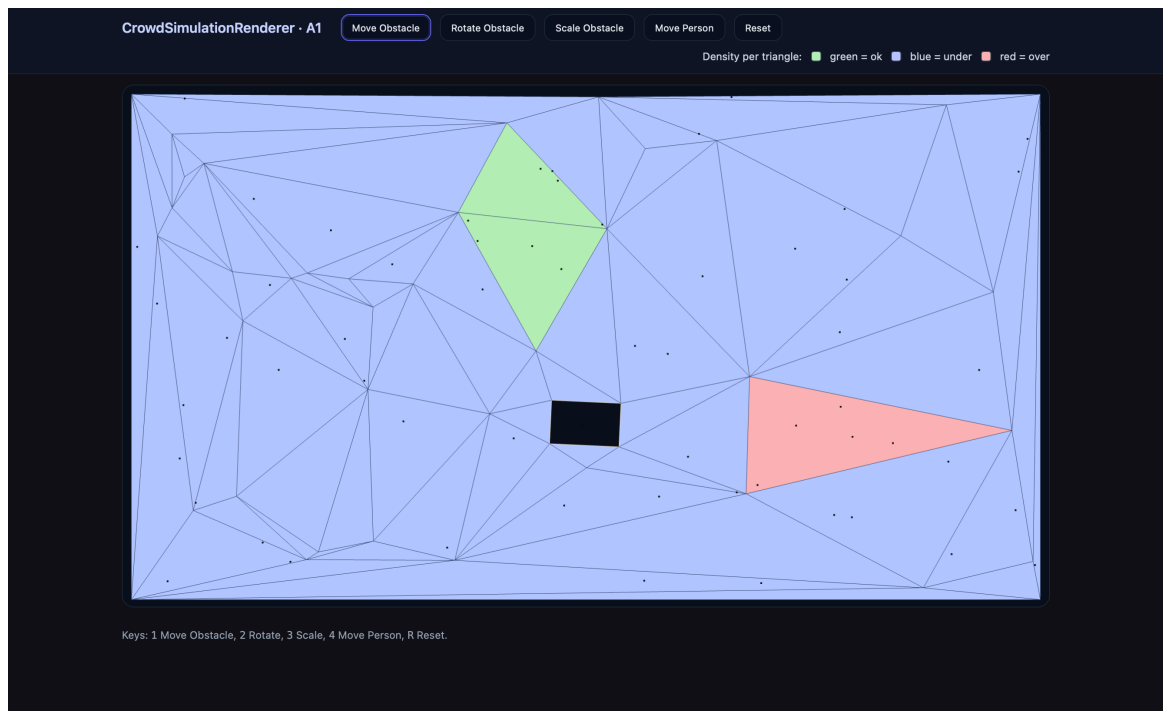 CrowdSimulationRenderer · A1 Move Obstacle Rotate Obstacle Scale Obstacle Move Person Reset
Density per triangle: green = ok blue = under red = over
Keys: 1 Move Obstacle, 2 Rotate, 3 Scale, 4 Move Person, R Reset.